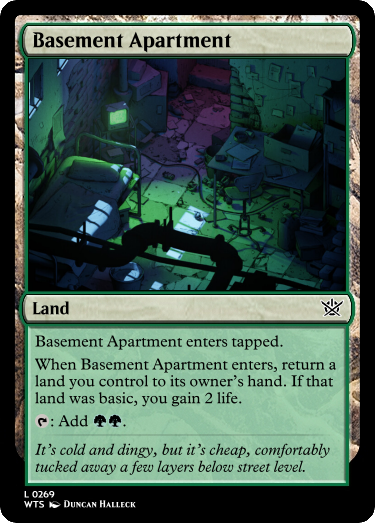 Basement Apartment
Land
Basement Apartment enters tapped.
When Basement Apartment enters, return a
land you control to its owner's hand. If that
land was basic, you gain 2 life.
: Add .
It's cold and dingy, but it's cheap, comfortably
tucked away a few layers below street level.
L 0269
WTS Duncan Halleck